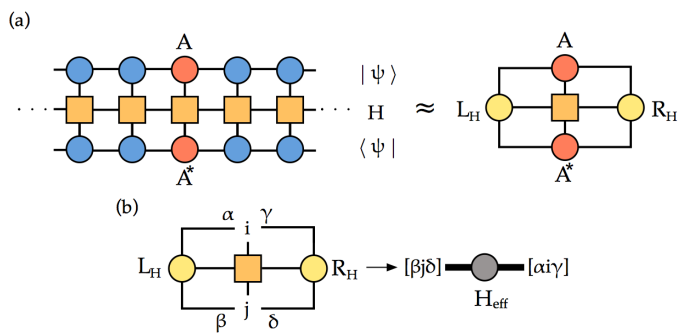 (a)
A
A
| ψ ⟩
· · · · · · H ≈ L_H R_H
⟨ ψ |
A* A*
(b)
α γ
i
L_H R_H [βjδ] [αiγ]
j H_eff
β δ